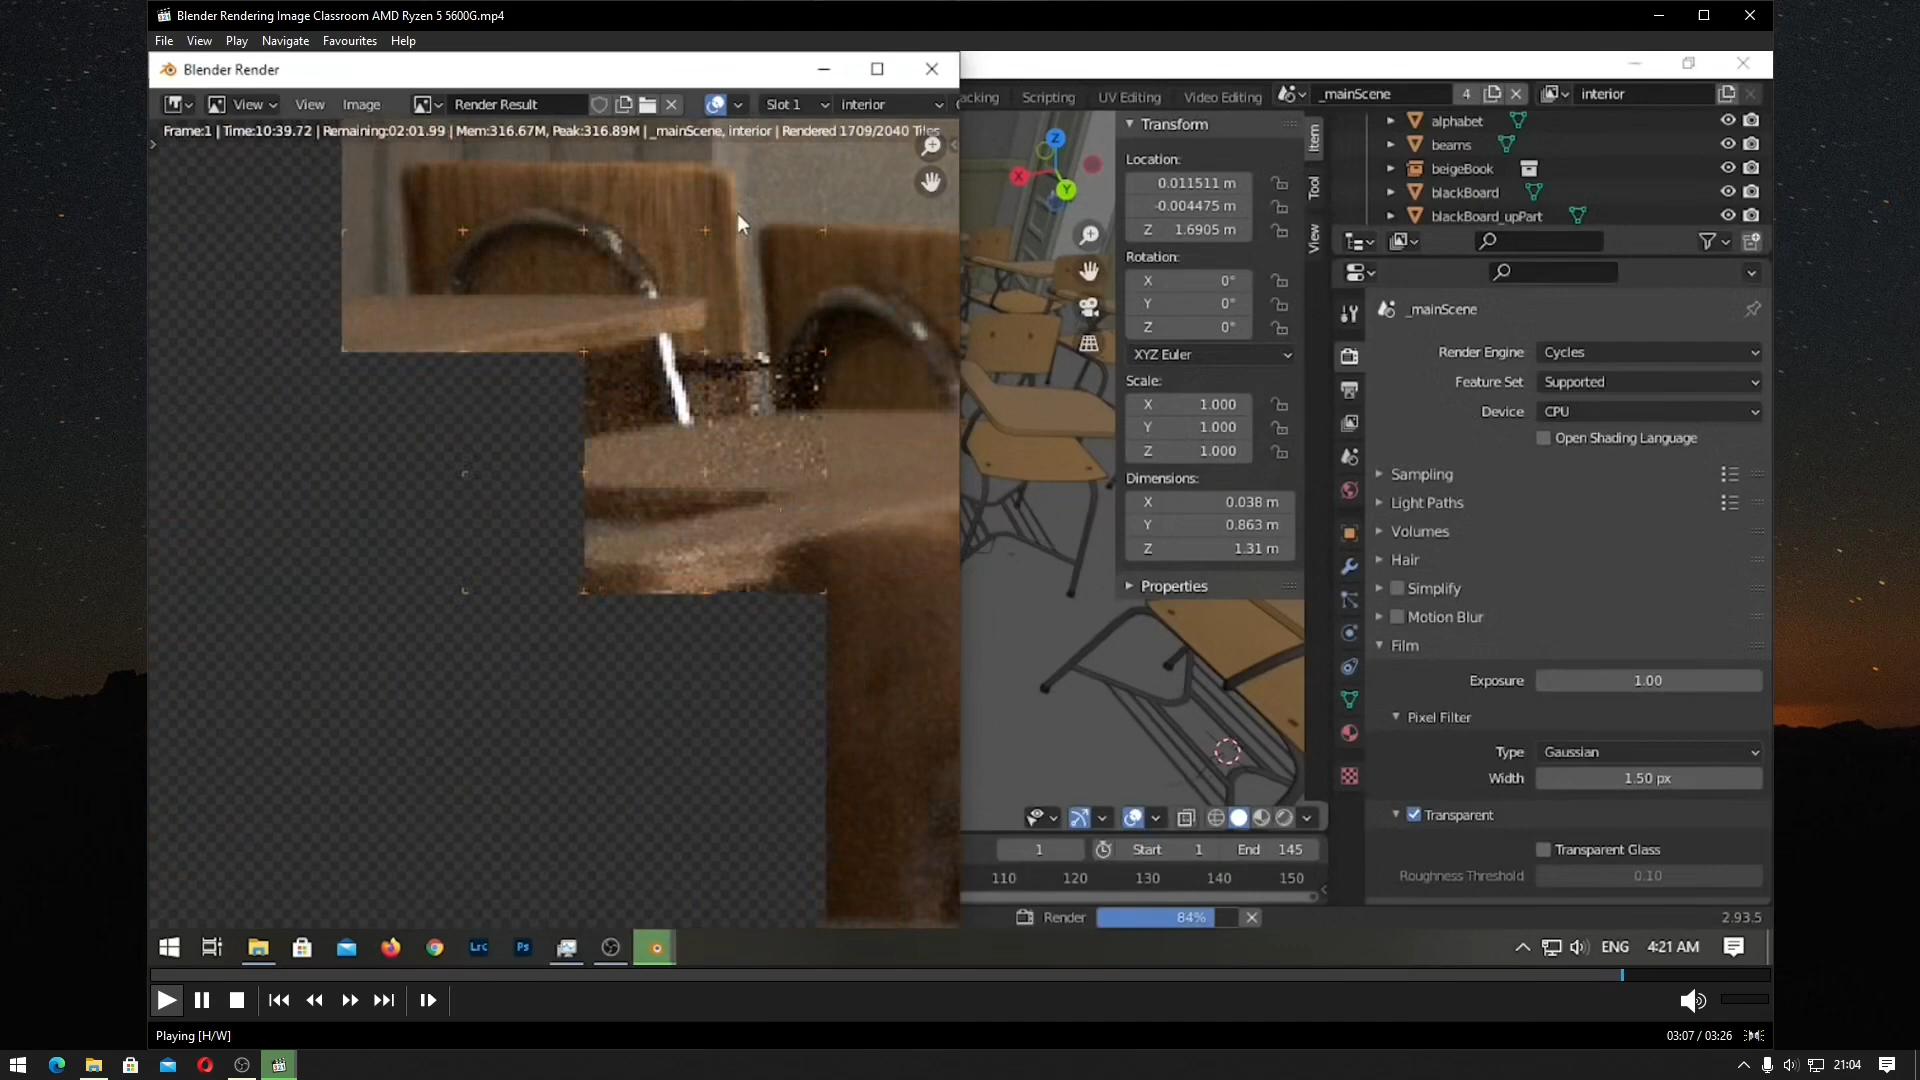 Blender Rendering Image Classroom AMD Ryzen 5 5600G.mp4
File View Play Navigate Favourites Help
Blender Render
View View Image Render Result Slot 1 interior
Frame:1 | Time:10:39.72 | Remaining:02:01.99 | Mem:316.67M, Peak:316.89M | _mainScene, interior | Rendered 1709/2040 Tiles
Scripting UV Editing Video Editing _mainScene 4 interior
Transform
Location:
0.011511 m
-0.004475 m
Z 1.6905 m
Rotation:
X 0°
Y 0°
Z 0°
XYZ Euler
Scale:
X 1.000
Y 1.000
Z 1.000
Dimensions:
X 0.038 m
Y 0.863 m
Z 1.31 m
Properties
Item
Tool
View
Z
X
Y
alphabet
beams
beigeBook
blackBoard
blackBoard_upPart
_mainScene
Render Engine Cycles
Feature Set Supported
Device CPU
Open Shading Language
Sampling
Light Paths
Volumes
Hair
Simplify
Motion Blur
Film
Exposure 1.00
Pixel Filter
Type Gaussian
Width 1.50 px
Transparent
Transparent Glass
Roughness Threshold 0.10
1 Start 1 End 145
110 120 130 140 150
Render 84%
2.93.5
Lrc Ps
ENG 4:21 AM
Playing [H/W]
03:07 / 03:26
21:04